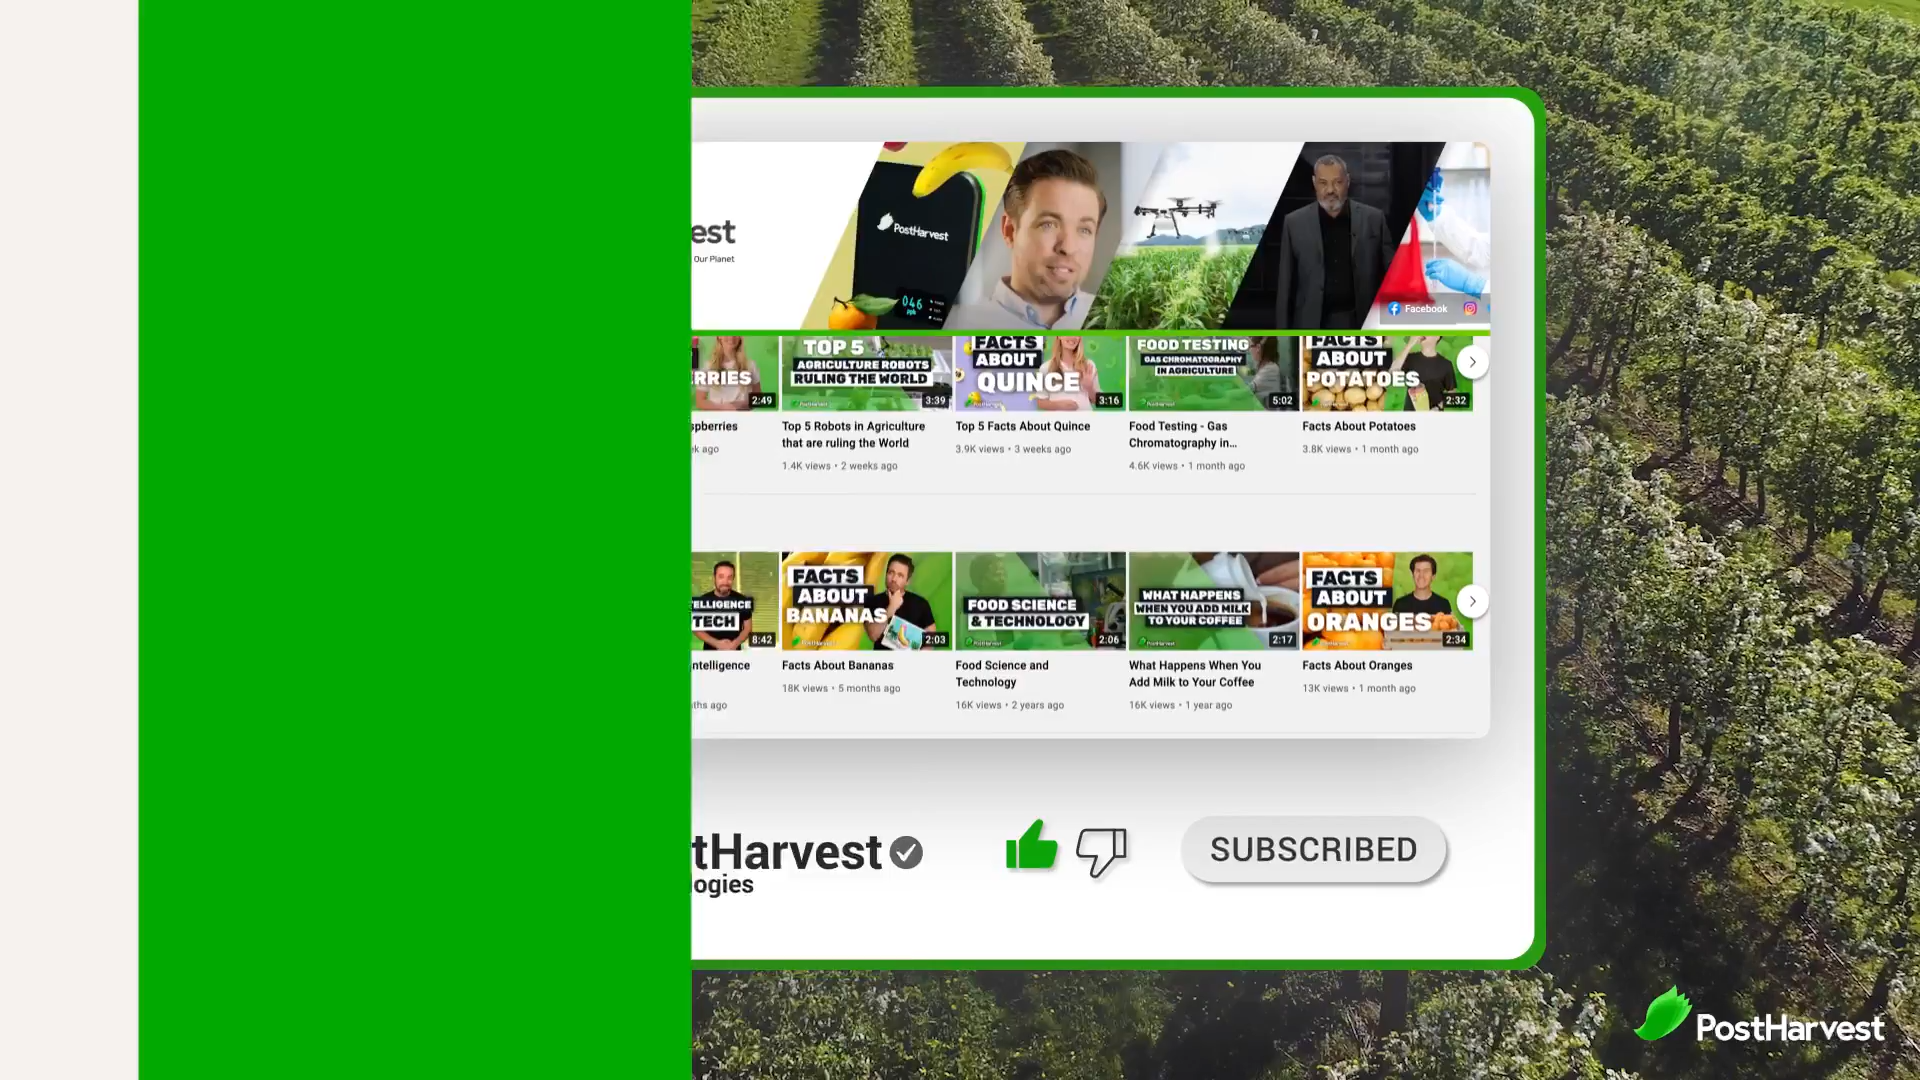 est
Our Planet
PostHarvest
046
Facebook
RRIES
2:49
TOP 5
AGRICULTURE ROBOTS
RULING THE WORLD
3:39
FACTS
ABOUT
QUINCE
3:16
FOOD TESTING
GAS CHROMATOGRAPHY
IN AGRICULTURE
5:02
FACTS
ABOUT
POTATOES
2:32
spberries
ek ago
Top 5 Robots in Agriculture
that are ruling the World
1.4K views • 2 weeks ago
Top 5 Facts About Quince
3.9K views • 3 weeks ago
Food Testing - Gas
Chromatography in...
4.6K views • 1 month ago
Facts About Potatoes
3.8K views • 1 month ago
ELLIGENCE
TECH
8:42
FACTS
ABOUT
BANANAS
2:03
FOOD SCIENCE
& TECHNOLOGY
2:06
WHAT HAPPENS
WHEN YOU ADD MILK
TO YOUR COFFEE
2:17
FACTS
ABOUT
ORANGES
2:34
ntelligence
ths ago
Facts About Bananas
18K views • 5 months ago
Food Science and
Technology
16K views • 2 years ago
What Happens When You
Add Milk to Your Coffee
16K views • 1 year ago
Facts About Oranges
13K views • 1 month ago
tHarvest
ogies
SUBSCRIBED
PostHarvest